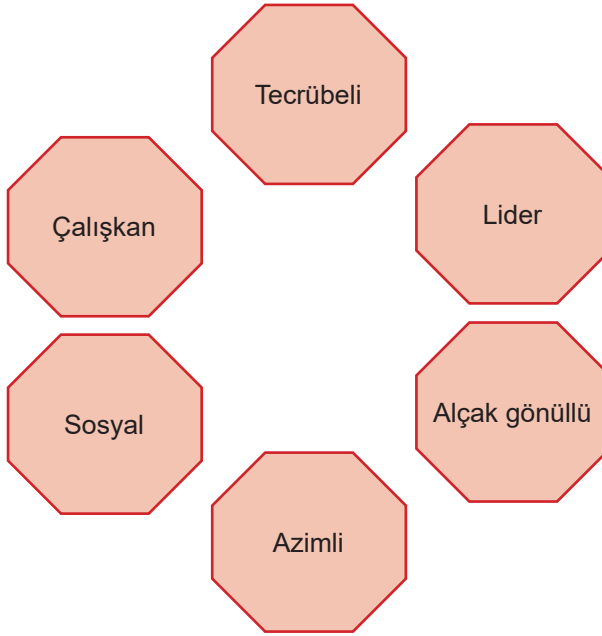 Tecrübeli
Çalışkan
Lider
Sosyal
Alçak gönüllü
Azimli